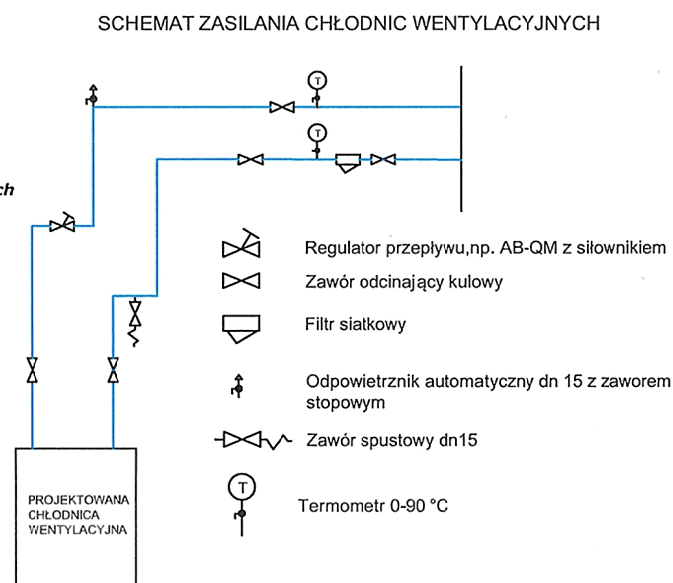 SCHEMAT ZASILANIA CHŁODNIC WENTYLACYJNYCH
T
T
ch
Regulator przepływu,np. AB-QM z siłownikiem
Zawór odcinający kulowy
Filtr siatkowy
Odpowietrznik automatyczny dn 15 z zaworem
stopowym
Zawór spustowy dn15
T
Termometr 0-90 °C
PROJEKTOWANA
CHŁODNICA
WENTYLACYJNA